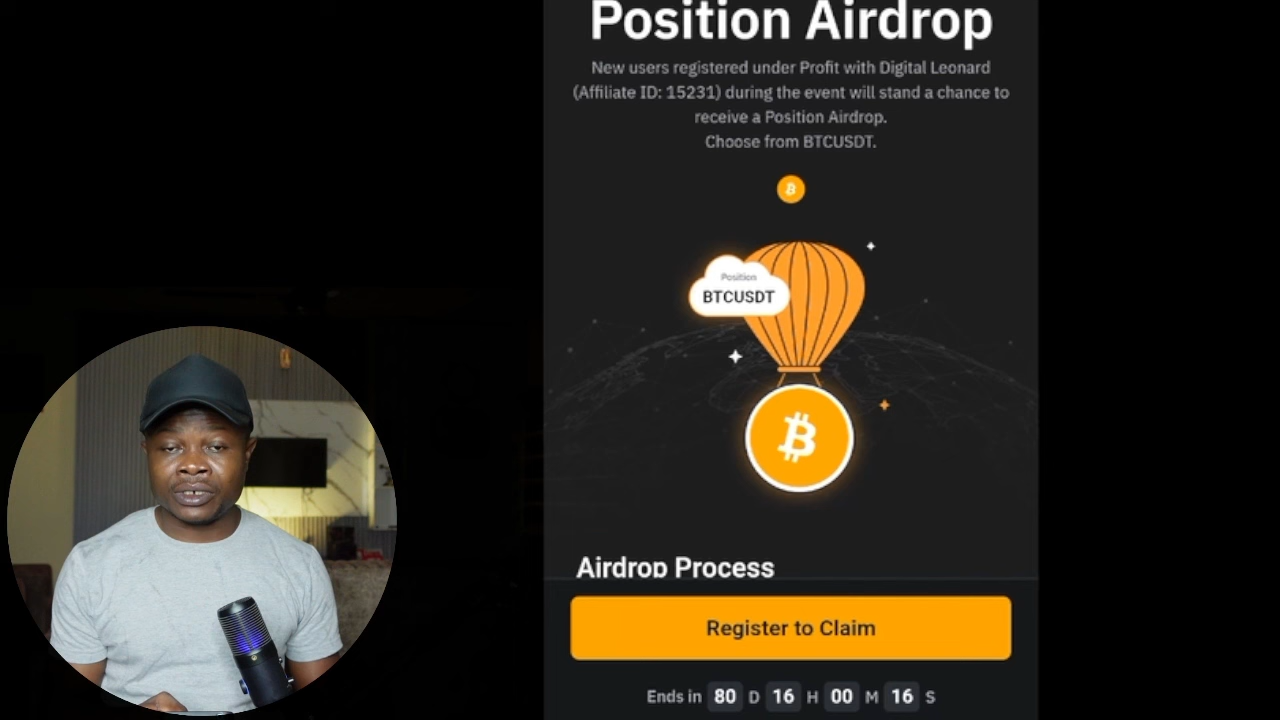 Position Airdrop
New users registered under Profit with Digital Leonard
(Affiliate ID: 15231) during the event will stand a chance to
receive a Position Airdrop.
Choose from BTCUSDT.
Position
BTCUSDT
Airdrop Process
Register to Claim
Ends in 80 D 16 H 00 M 16 S